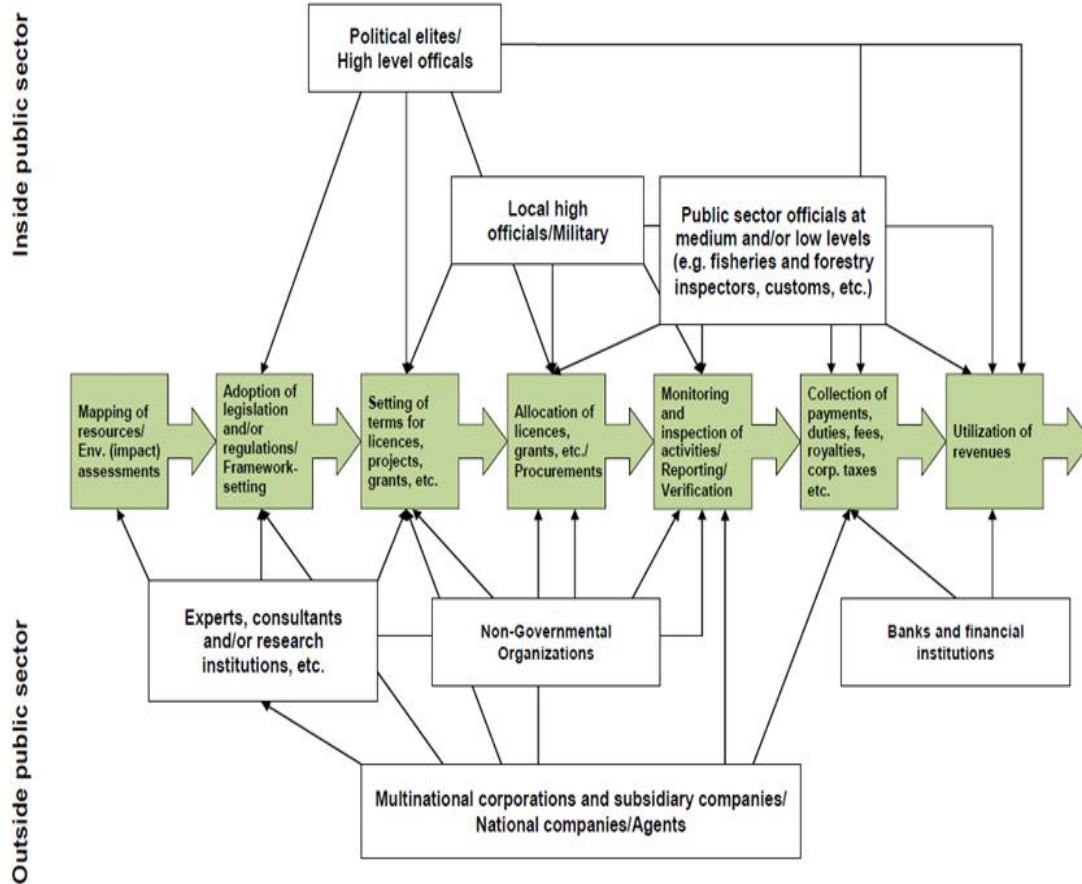 Inside public sector
Political elites/
High level officals
Local high
officials/Military
Public sector officials at
medium and/or low levels
(e.g. fisheries and forestry
inspectors, customs, etc.)
Mapping of
resources/
Env. (impact)
assessments
Adoption of
legislation
and/or
regulations/
Framework-
setting
Setting of
terms for
licences,
projects,
grants, etc.
Allocation of
licences,
grants, etc./
Procurements
Monitoring
and
inspection of
activities/
Reporting/
Verification
Collection of
payments,
duties, fees,
royalties,
corp. taxes
etc.
Utilization of
revenues
Outside public sector
Experts, consultants
and/or research
institutions, etc.
Non-Governmental
Organizations
Banks and financial
institutions
Multinational corporations and subsidiary companies/
National companies/Agents